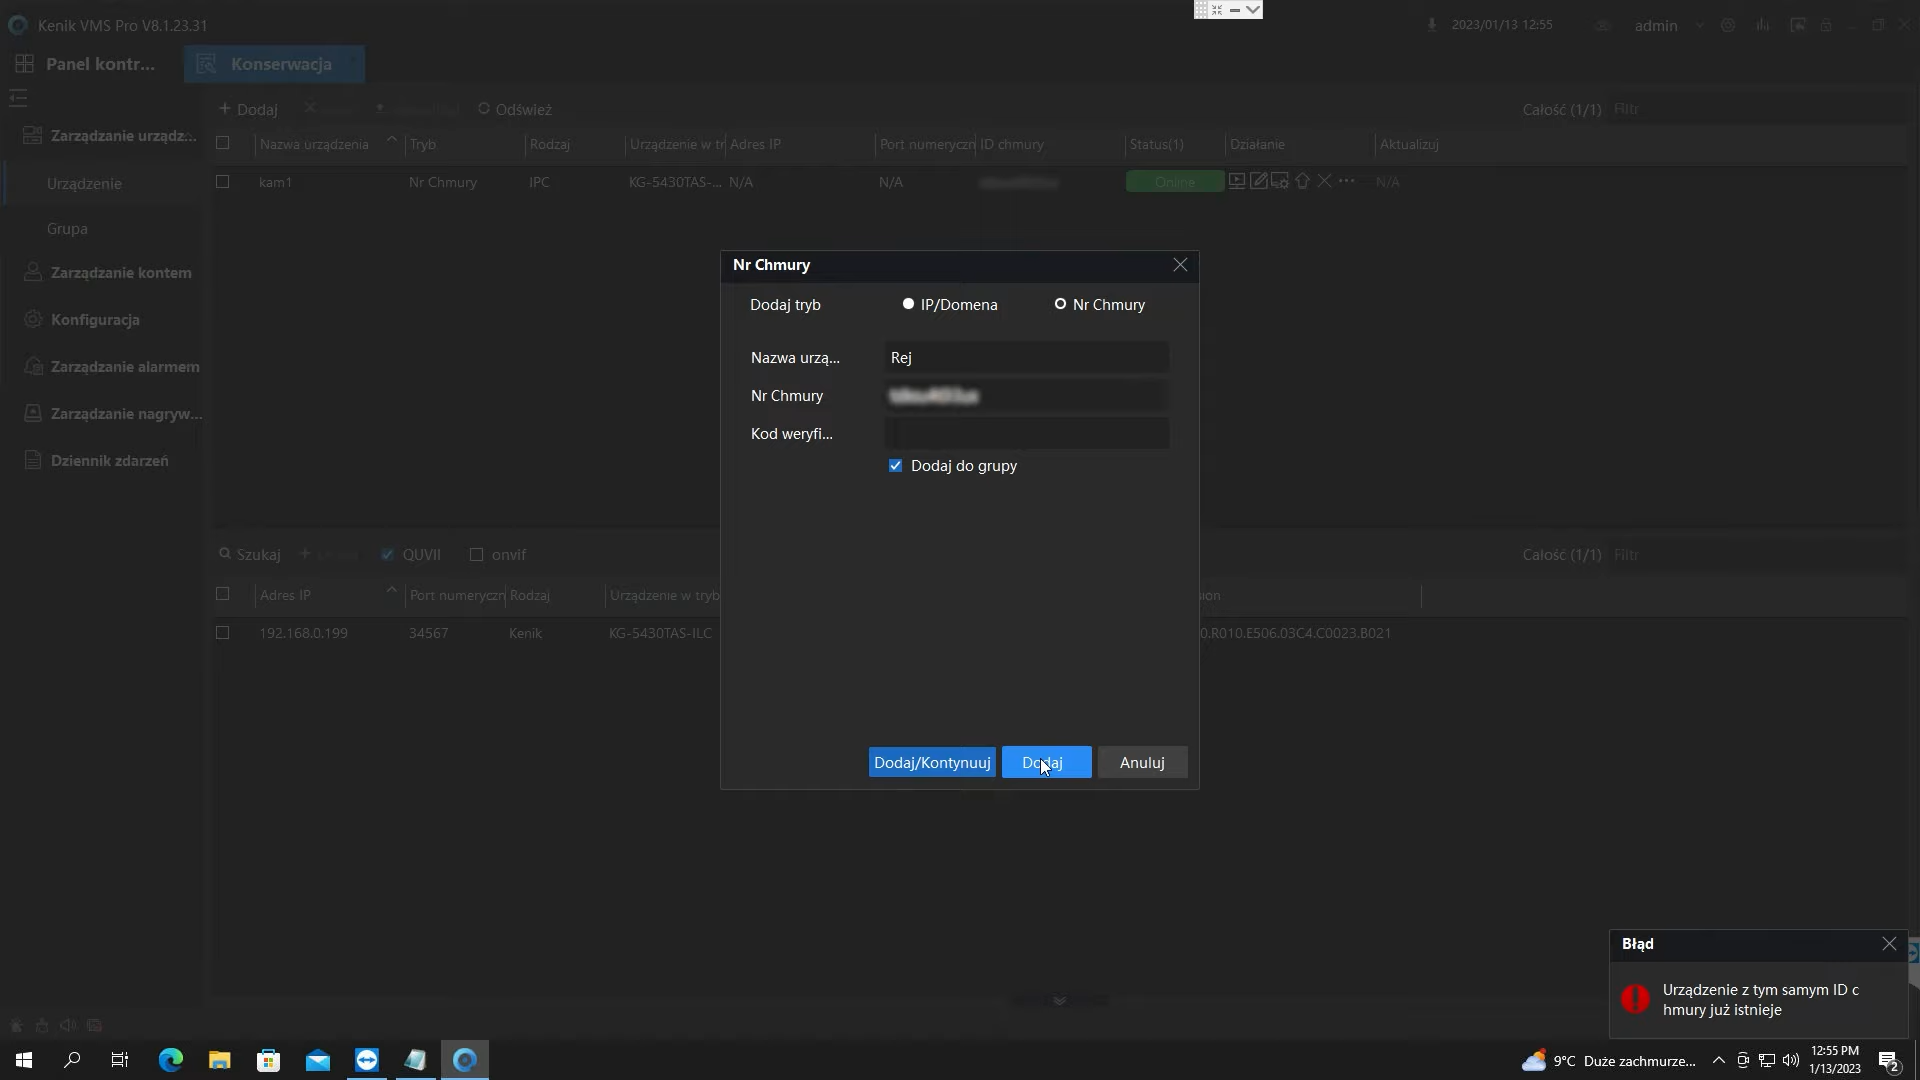 Kenik VMS Pro V8.1.23.31
2023/01/13 12:55
admin
Panel kontr...
Konserwacja
Dodaj
Odśwież
Całość (1/1)
Filtr
Zarządzanie urządz...
Nazwa urządzenia
Tryb
Rodzaj
Urządzenie w tr
Adres IP
Port numeryczn
ID chmury
Status(1)
Działanie
Aktualizuj
Urządzenie
kam1
Nr Chmury
IPC
KG-5430TAS-...
N/A
N/A
Online
N/A
Grupa
Zarządzanie kontem
Konfiguracja
Zarządzanie alarmem
Zarządzanie nagryw...
Dziennik zdarzeń
Nr Chmury
Dodaj tryb
IP/Domena
Nr Chmury
Nazwa urzą...
Rej
Nr Chmury
Kod weryfi...
Dodaj do grupy
Dodaj/Kontynuuj
Dodaj
Anuluj
Szukaj
QUVII
onvif
Całość (1/1)
Filtr
Adres IP
Port numeryczn
Rodzaj
Urządzenie w tryb
sion
192.168.0.199
34567
Kenik
KG-5430TAS-ILC
0.R010.E506.03C4.C0023.B021
Błąd
Urządzenie z tym samym ID c
hmury już istnieje
9°C Duże zachmurze...
12:55 PM
1/13/2023
2